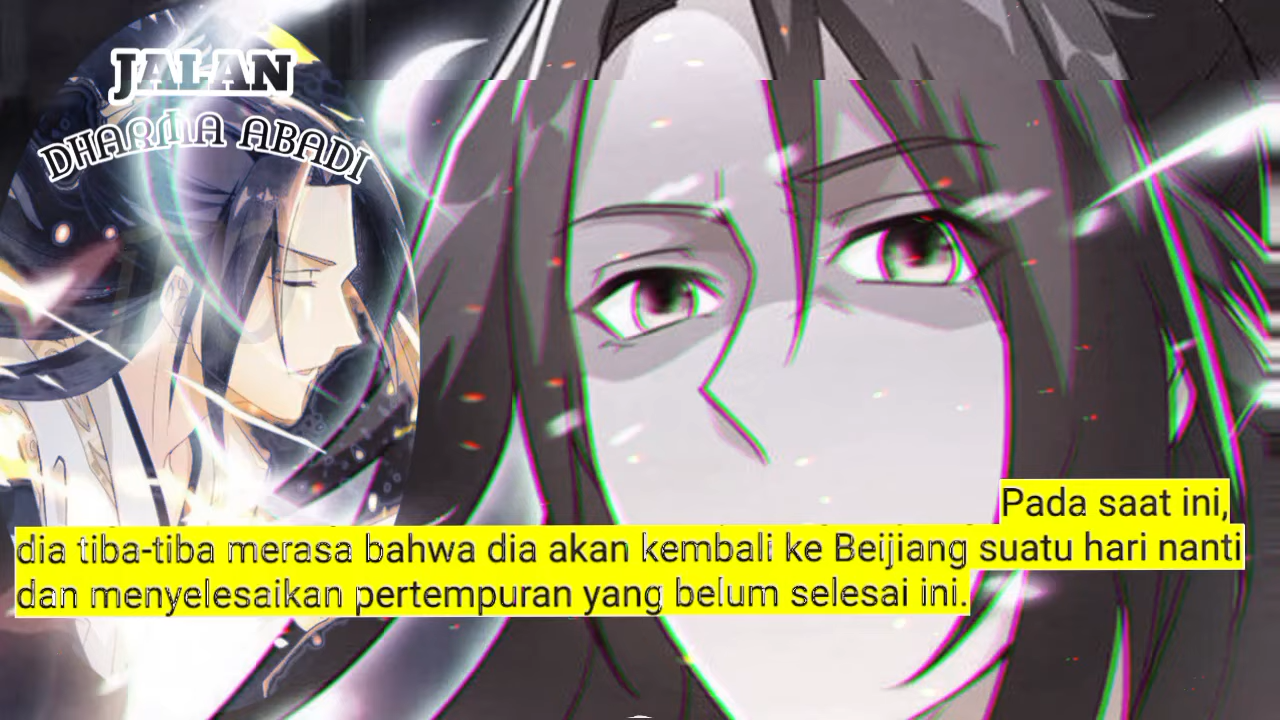 JALAN
DHARMA ABADI
Pada saat ini,
dia tiba-tiba merasa bahwa dia akan kembali ke Beijiang suatu hari nanti
dan menyelesaikan pertempuran yang belum selesai ini.